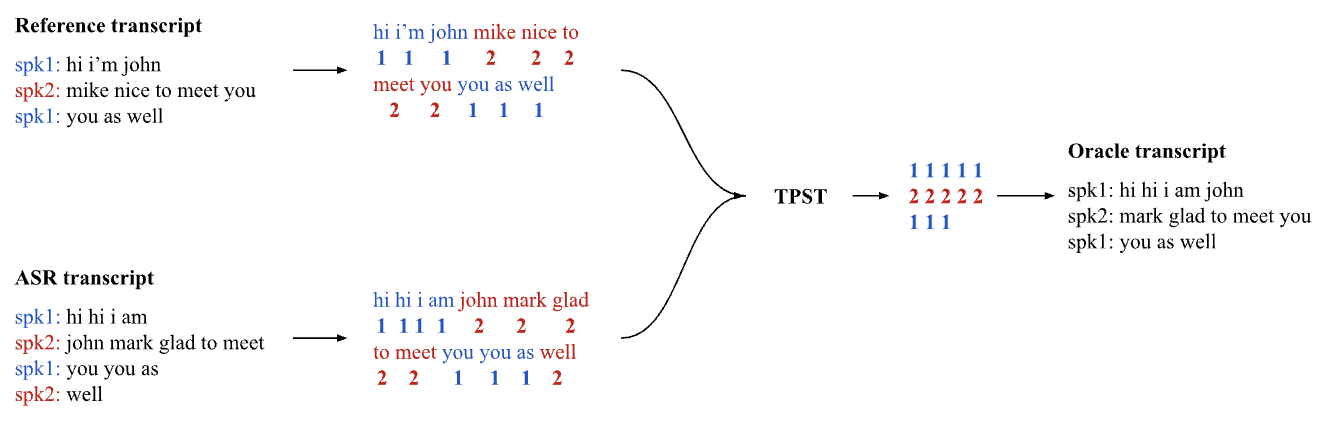 Reference transcript
spk1: hi i'm john
spk2: mike nice to meet you
spk1: you as well
hi i'm john mike nice to
1 1 1 2 2 2
meet you you as well
2 2 1 1 1
ASR transcript
spk1: hi hi i am
spk2: john mark glad to meet
spk1: you you as
spk2: well
hi hi i am john mark glad
1 1 1 1 2 2 2
to meet you you as well
2 2 1 1 1 2
TPST
1 1 1 1 1
2 2 2 2 2
1 1 1
Oracle transcript
spk1: hi hi i am john
spk2: mark glad to meet you
spk1: you as well